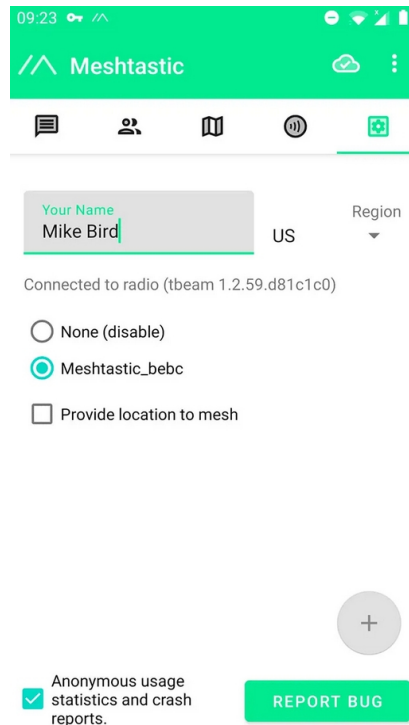 09:23
Meshtastic
Your Name
Mike Bird
US
Region
Connected to radio (tbeam 1.2.59.d81c1c0)
None (disable)
Meshtastic_bebc
Provide location to mesh
+
Anonymous usage
statistics and crash
reports.
REPORT BUG